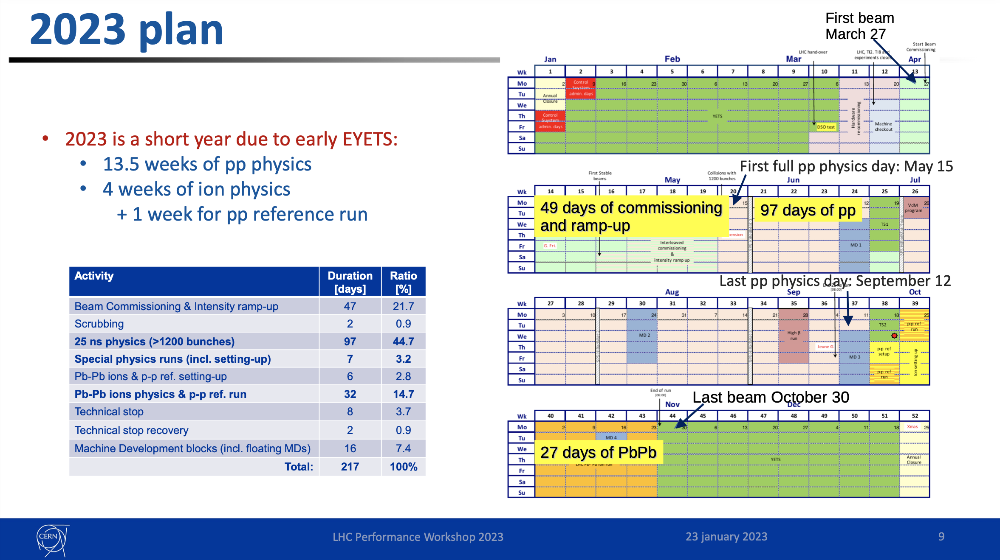 2023 plan
• 2023 is a short year due to early EYETS:
• 13.5 weeks of pp physics
• 4 weeks of ion physics
+ 1 week for pp reference run
Activity Duration [days] Ratio [%]
Beam Commissioning & Intensity ramp-up 47 21.7
Scrubbing 2 0.9
25 ns physics (>1200 bunches) 97 44.7
Special physics runs (incl. setting-up) 7 3.2
Pb-Pb ions & p-p ref. setting-up 6 2.8
Pb-Pb ions physics & p-p ref. run 32 14.7
Technical stop 8 3.7
Technical stop recovery 2 0.9
Machine Development blocks (incl. floating MDs) 16 7.4
Total: 217 100%
First beam
March 27
Start Beam
Commissioning
LHC hand-over
LHC, TI2. TI8 and
experiments closed
Jan Feb Mar Apr
Wk 1 2 3 4 5 6 7 8 9 10 11 12 13
Mo 2 9 16 23 30 6 13 20 27 6 13 20 27
Tu
We
Th
Fr
Sa
Su
Annual
Closure
Control
Suystem
admin. days
Control
Suystem
admin. days
YETS
DSO test
Hardware
re-commissioning
Machine
checkout
First full pp physics day: May 15
First Stable
beams
Collisions with
1200 bunches
May Jun Jul
Wk 14 15 16 17 18 19 20 21 22 23 24 25 26
Mo 15 12 19 26
Tu
We
Th
Fr
Sa
Su
49 days of commissioning
and ramp-up
97 days of pp
G. Fri.
Interleaved
commissioning
&
intensity ramp up
SPS HiRadMat
MD 1
TS1
SPS HiRadMat Spare
VdM
program
Last pp physics day: September 12
[08:00]
Aug Sep Oct
Wk 27 28 29 30 31 32 33 34 35 36 37 38 39
Mo 3 10 17 24 31 7 14 21 28 4 11 18 25
Tu
We
Th
Fr
Sa
Su
SPS HiRadMat 2
MD 2
SPS HiRadMat
High β
run
Jeune G.
MD 3
TS2
p-p ref
setup
p-p ref
run
p-p ref
run
Ion setting up
End of run
[06:00]
Last beam October 30
Nov Dec
Wk 40 41 42 43 44 45 46 47 48 49 50 51 52
Mo 2 9 16 23 30 6 13 20 27 4 11 18 25
Tu
We
Th
Fr
Sa
Su
MD 4
27 days of PbPb
LHC Pb- Pb Ion run
YETS
Xmas
Annual
Closure
CERN
LHC Performance Workshop 2023
23 january 2023
9